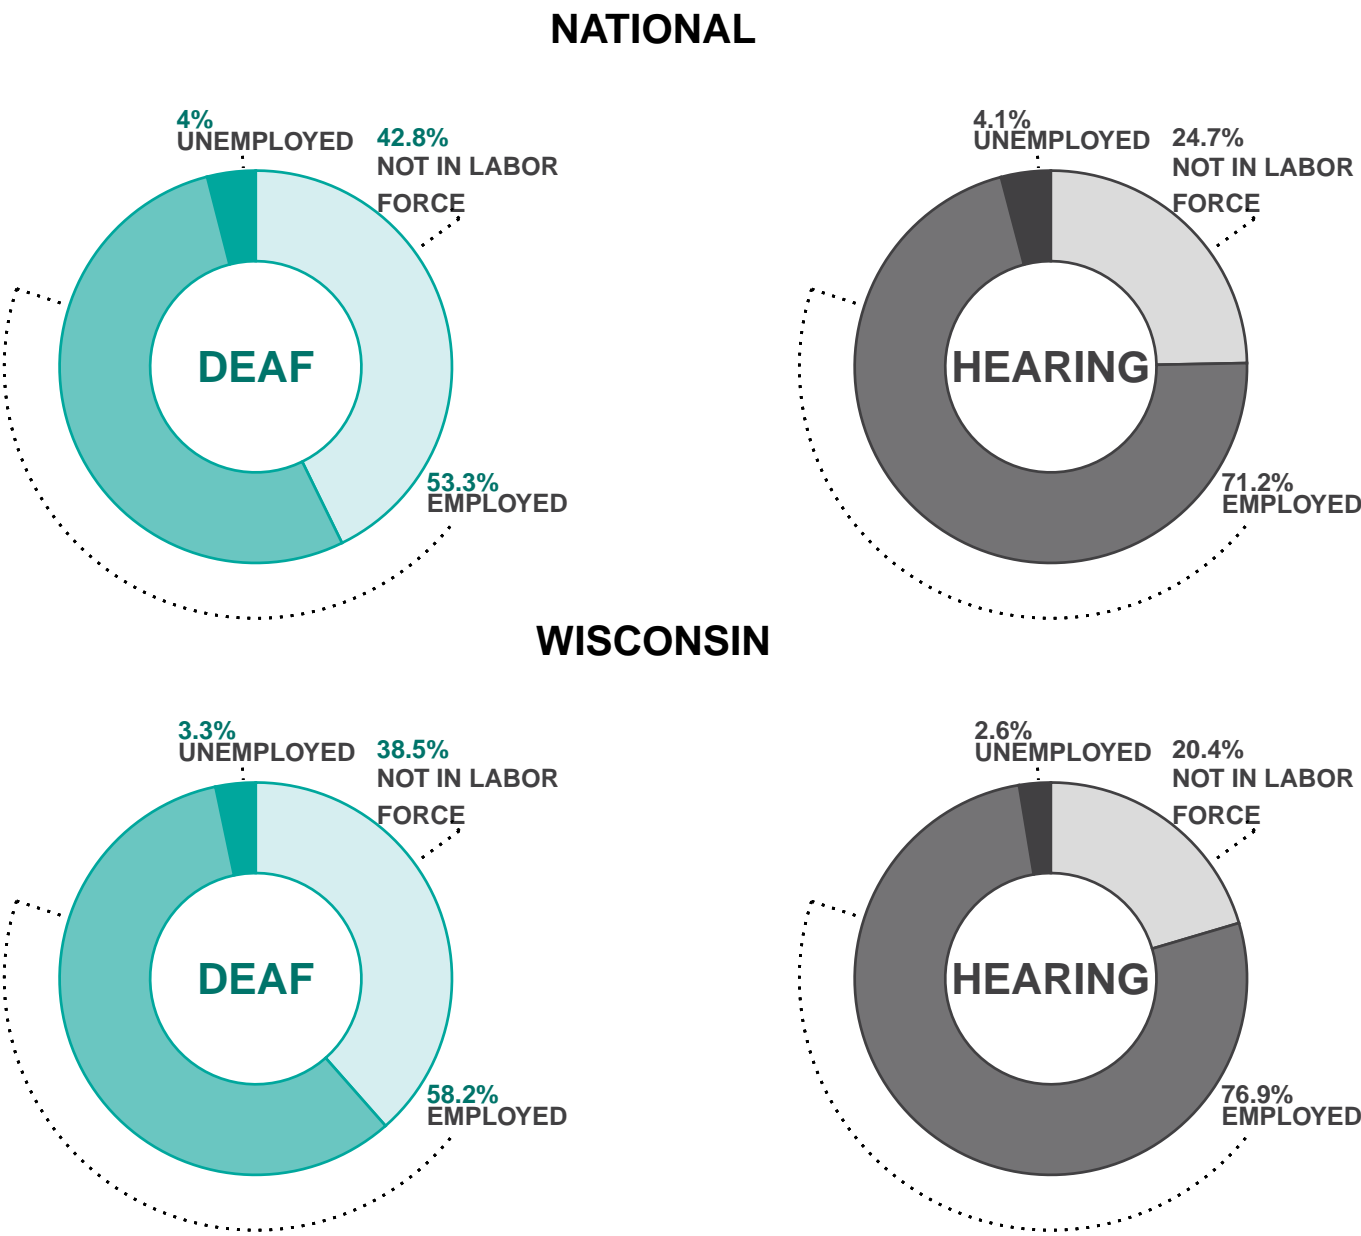 NATIONAL
4%
UNEMPLOYED
42.8%
NOT IN LABOR
FORCE
DEAF
53.3%
EMPLOYED
4.1%
UNEMPLOYED
24.7%
NOT IN LABOR
FORCE
HEARING
71.2%
EMPLOYED
WISCONSIN
3.3%
UNEMPLOYED
38.5%
NOT IN LABOR
FORCE
DEAF
58.2%
EMPLOYED
2.6%
UNEMPLOYED
20.4%
NOT IN LABOR
FORCE
HEARING
76.9%
EMPLOYED